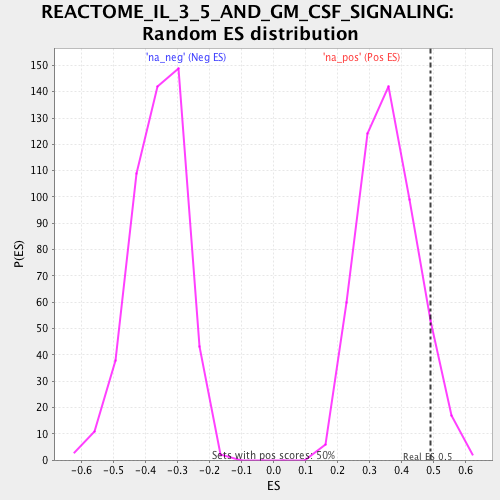 REACTOME_IL_3_5_AND_GM_CSF_SIGNALING:
Random ES distribution
'na_neg' (Neg ES) 'na_pos' (Pos ES)
150
140
130
120
110
100
90
80
70
60
50
40
30
20
10
0
P(ES)
Sets with pos scores: 50%
Real ES 0.5
-0.6 -0.5 -0.4 -0.3 -0.2 -0.1 0.0 0.1 0.2 0.3 0.4 0.5 0.6
ES